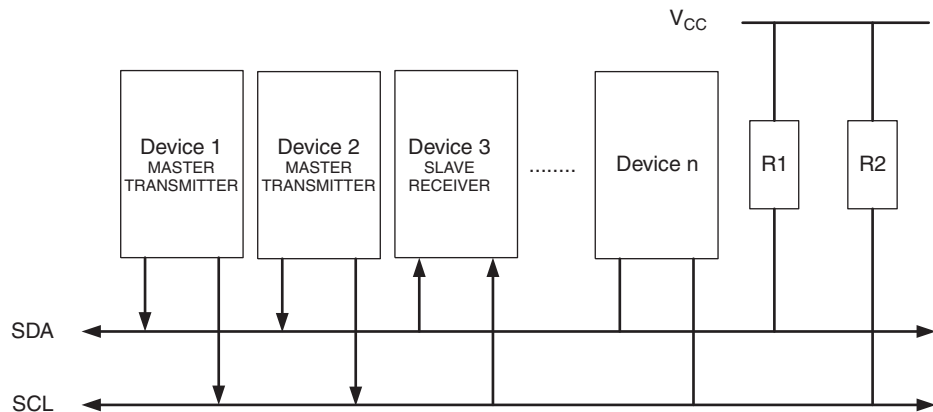 VCC
Device 1
MASTER
TRANSMITTER
Device 2
MASTER
TRANSMITTER
Device 3
SLAVE
RECEIVER
........
Device n
R1
R2
SDA
SCL